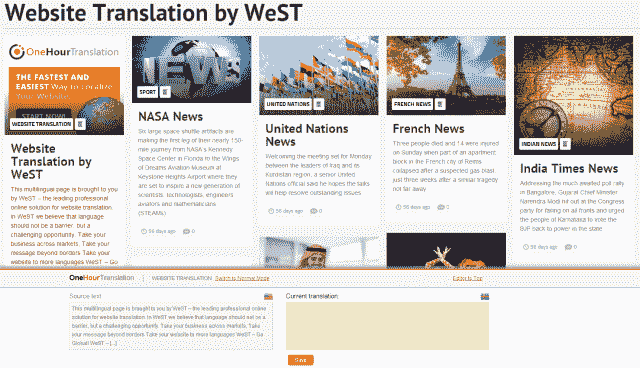 Website Translation by WeST
OneHourTranslation
THE FASTEST AND
EASIEST Way to Localize
Your Website
START NOW
WEBSITE TRANSLATION
Website
Translation by
WeST
This multilingual page is brought to you
by WeST – the leading professional
online solution for website translation.
In WeST we believe that language
should not be a barrier, but a
challenging opportunity. Take your
business across markets. Take your
message beyond borders. Take your
website to more languages WeST – Go
SPORT
NASA News
Six large space shuttle artifacts are
making the first leg of their nearly 150-
mile journey from NASA's Kennedy
Space Center in Florida to the Wings
of Dreams Aviation Museum at
Keystone Heights Airport where they
are set to inspire a new generation of
scientists, technologists, engineers,
aviators and mathematicians
(STEAMs).
56 days ago 0
UNITED NATIONS
United Nations
News
Welcoming the meeting set for Monday
between the leaders of Iraq and its
Kurdistan region, a senior United
Nations official said he hopes the talks
will help resolve outstanding issues
56 days ago 0
FRENCH NEWS
French News
Three people died and 14 were injured
on Sunday when part of an apartment
block in the French city of Reims
collapsed after a suspected gas blast
just three weeks after a similar tragedy
not far away
56 days ago 0
INDIAN NEWS
India Times News
Addressing the much awaited poll rally
in Bangalore, Gujarat Chief Minister
Narendra Modi hit out at the Congress
party for failing on all fronts and urged
the people of Karnataka to vote the
BJP back to power in the state
56 days ago 0
OneHourTranslation | WEBSITE TRANSLATION Switch to Normal Mode
Editor to Top
Source text
This multilingual page is brought to you by WeST – the leading professional online
solution for website translation. In WeST we believe that language should not be a
barrier, but a challenging opportunity. Take your business across markets. Take
your message beyond borders. Take your website to more languages WeST – Go
Global! WeST – [...]
Current translation:
Save